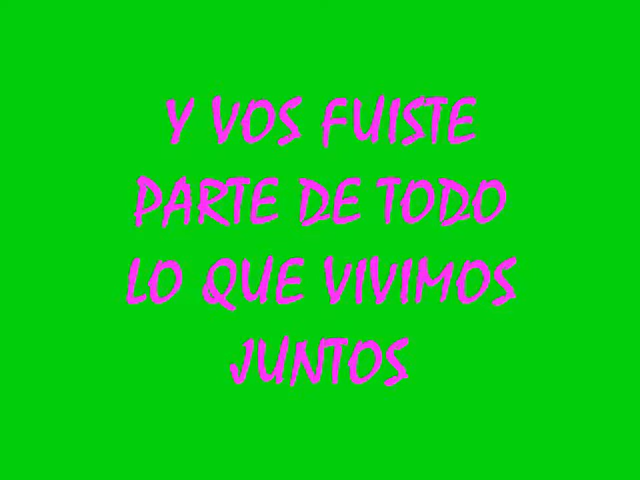 Y VOS FUISTE
PARTE DE TODO
LO QUE VIVIMOS
JUNTOS